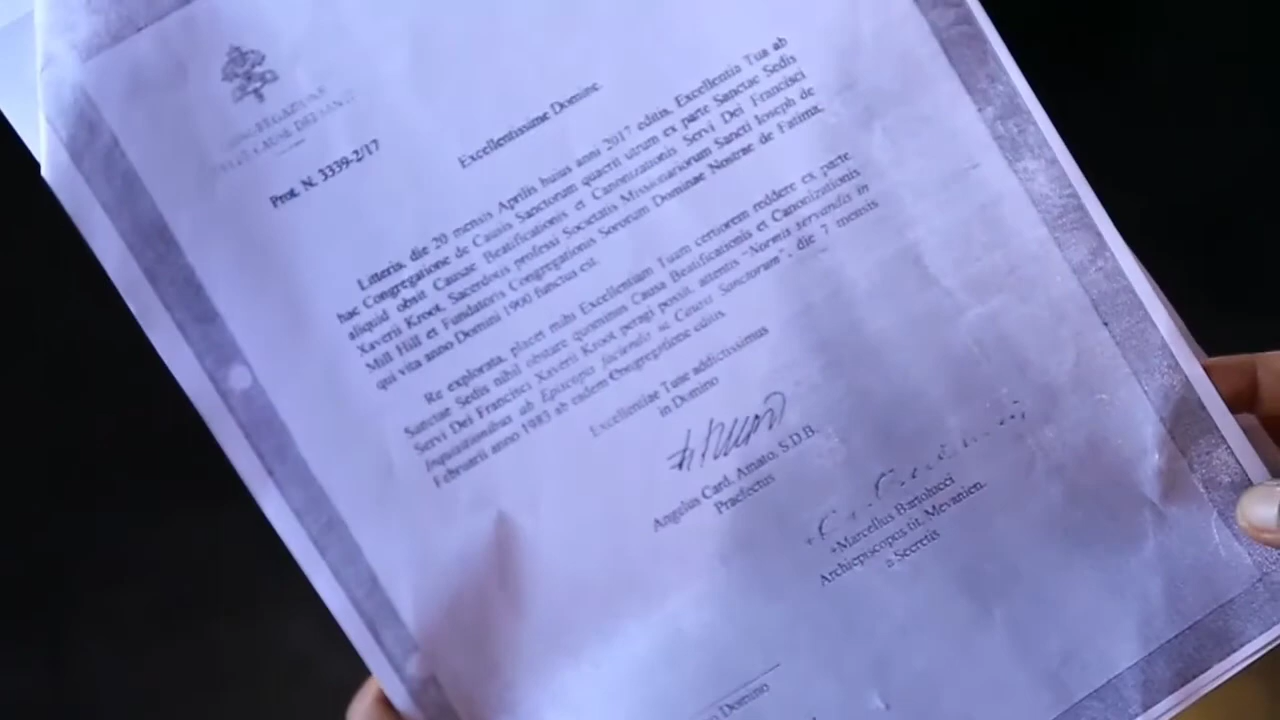 CONGREGAZIONE
DELLE CAUSE DEI SANTI
Prot. N. 3339-2/17
Excellentissime Domine,
Litteris, die 20 mensis Aprilis huius anni 2017 editis, Excellentia Tua ab
hac Congregatione de Causis Sanctorum quaerit utrum ex parte Sanctae Sedis
aliquid obsit Causae Beatificationis et Canonizationis Servi Dei Francisci
Xaverii Kroot, Sacerdotis professi Societatis Missionariorum Sancti Ioseph de
Mill Hill et Fundatoris Congregationis Sororum Dominae Nostrae de Fatima,
qui vita anno Domini 1900 functus est.
Re explorata, placet mihi Excellentiam Tuam certiorem reddere ex parte
Sanctae Sedis nihil obstare quominus Causa Beatificationis et Canonizationis
Servi Dei Francisci Xaverii Kroot peragi possit, attentis "Normis servandis in
Inquisitionibus ab Episcopis faciendis in Causis Sanctorum", die 7 mensis
Februarii anno 1983 ab eadem Congregatione editis.
Excellentiae Tuae addictissimus
in Domino
Angelus Card. Amato, S.D.B.
Praefectus
+Marcellus Bartolucci
Archiepiscopus tit. Mevanien.
a Secretis
Domino